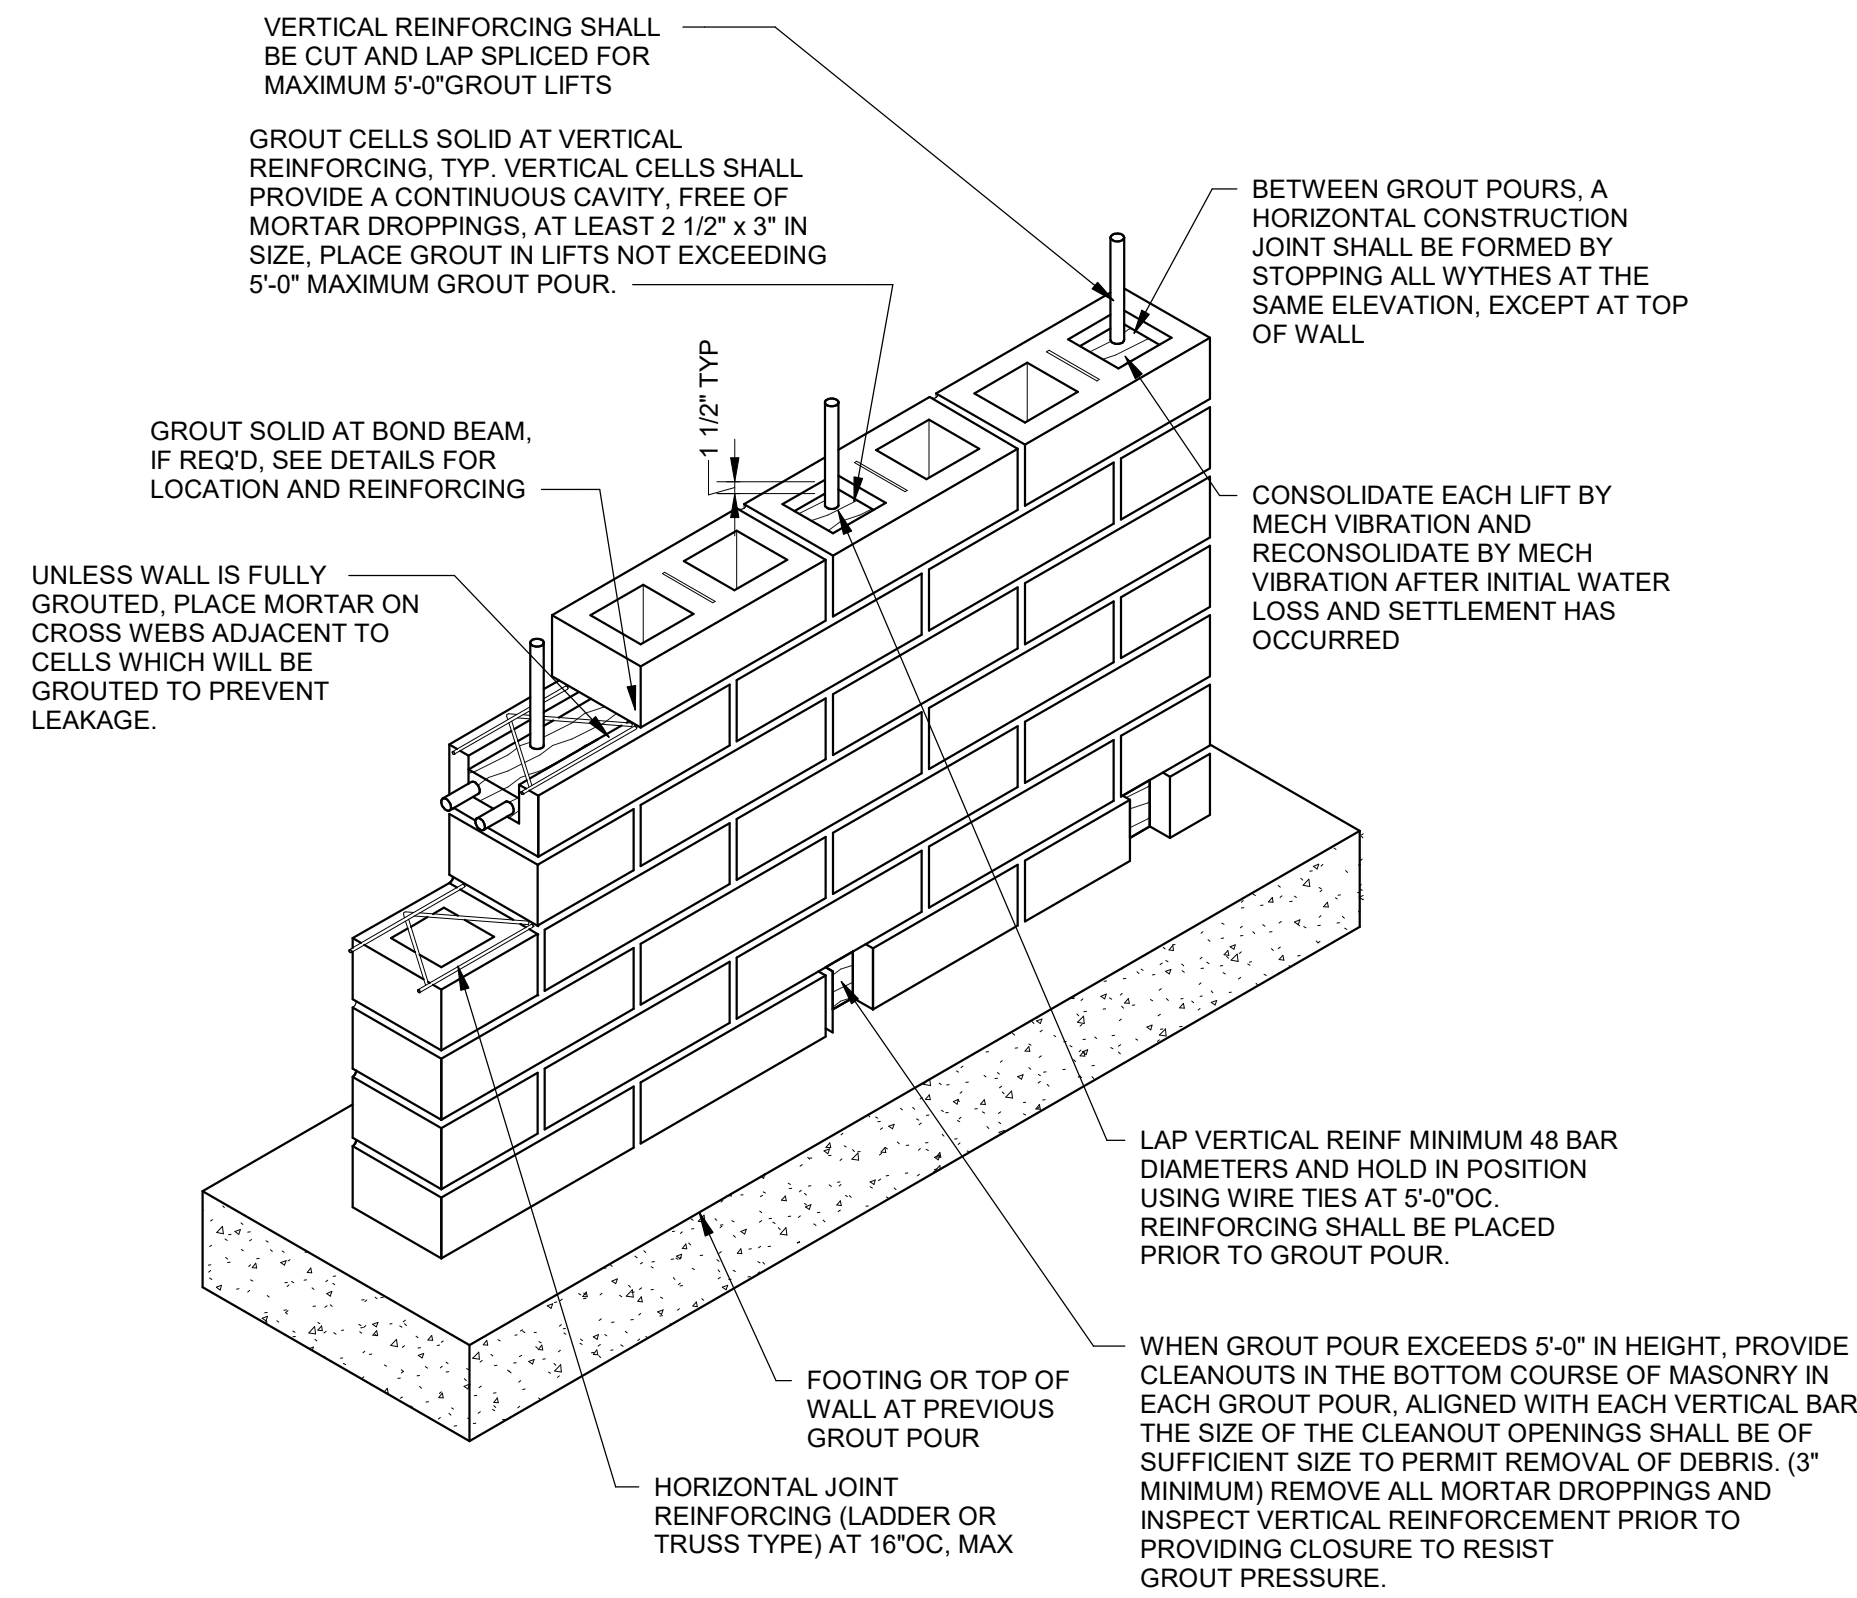 VERTICAL REINFORCING SHALL
BE CUT AND LAP SPLICED FOR
MAXIMUM 5'-0"GROUT LIFTS
GROUT CELLS SOLID AT VERTICAL
REINFORCING, TYP. VERTICAL CELLS SHALL
PROVIDE A CONTINUOUS CAVITY, FREE OF
MORTAR DROPPINGS, AT LEAST 2 1/2" x 3" IN
SIZE, PLACE GROUT IN LIFTS NOT EXCEEDING
5'-0" MAXIMUM GROUT POUR.
BETWEEN GROUT POURS, A
HORIZONTAL CONSTRUCTION
JOINT SHALL BE FORMED BY
STOPPING ALL WYTHES AT THE
SAME ELEVATION, EXCEPT AT TOP
OF WALL
1 1/2" TYP
GROUT SOLID AT BOND BEAM,
IF REQ'D, SEE DETAILS FOR
LOCATION AND REINFORCING
CONSOLIDATE EACH LIFT BY
MECH VIBRATION AND
RECONSOLIDATE BY MECH
VIBRATION AFTER INITIAL WATER
LOSS AND SETTLEMENT HAS
OCCURRED
UNLESS WALL IS FULLY
GROUTED, PLACE MORTAR ON
CROSS WEBS ADJACENT TO
CELLS WHICH WILL BE
GROUTED TO PREVENT
LEAKAGE.
LAP VERTICAL REINF MINIMUM 48 BAR
DIAMETERS AND HOLD IN POSITION
USING WIRE TIES AT 5'-0"OC.
REINFORCING SHALL BE PLACED
PRIOR TO GROUT POUR.
WHEN GROUT POUR EXCEEDS 5'-0" IN HEIGHT, PROVIDE
CLEANOUTS IN THE BOTTOM COURSE OF MASONRY IN
EACH GROUT POUR, ALIGNED WITH EACH VERTICAL BAR
THE SIZE OF THE CLEANOUT OPENINGS SHALL BE OF
SUFFICIENT SIZE TO PERMIT REMOVAL OF DEBRIS. (3"
MINIMUM) REMOVE ALL MORTAR DROPPINGS AND
INSPECT VERTICAL REINFORCEMENT PRIOR TO
PROVIDING CLOSURE TO RESIST
GROUT PRESSURE.
FOOTING OR TOP OF
WALL AT PREVIOUS
GROUT POUR
HORIZONTAL JOINT
REINFORCING (LADDER OR
TRUSS TYPE) AT 16"OC, MAX